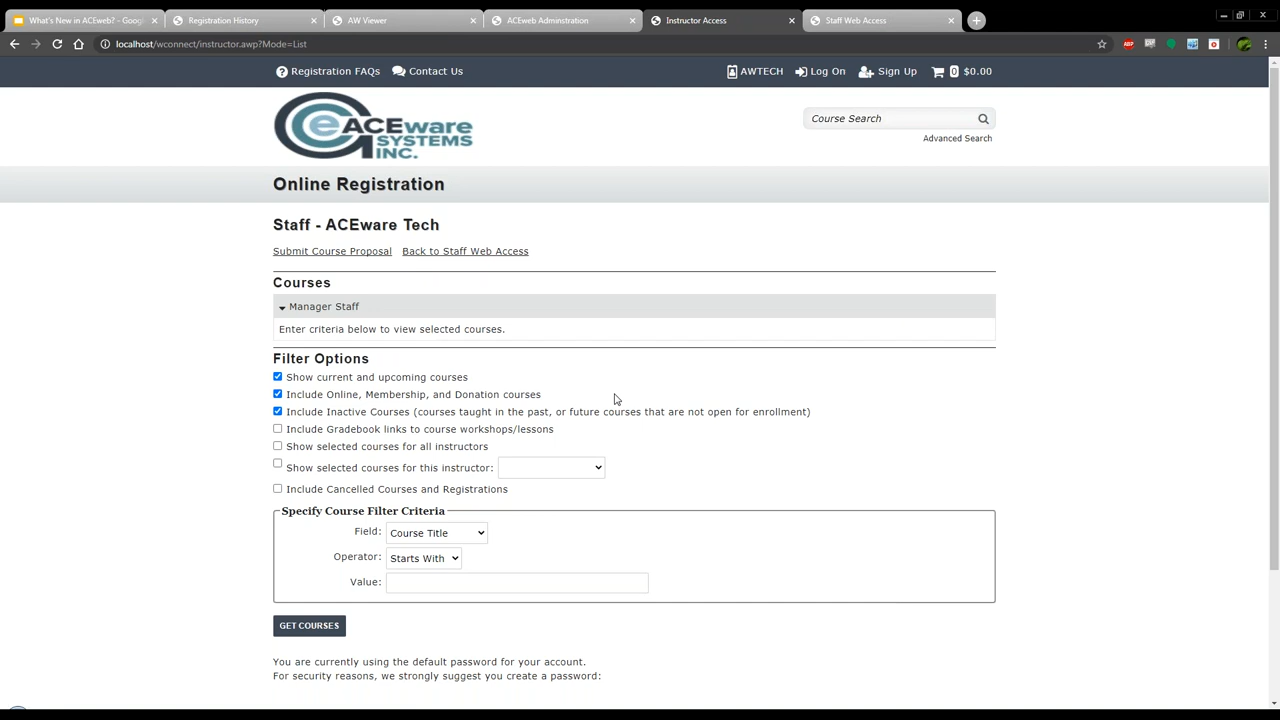 What's New in ACEweb? - Goog
Registration History
AW Viewer
ACEweb Adminstration
Instructor Access
Staff Web Access
localhost/wconnect/instructor.awp?Mode=List
Registration FAQs
Contact Us
AWTECH
Log On
Sign Up
0 $0.00
ACEware
SYSTEMS
INC.
Course Search
Advanced Search
Online Registration
Staff - ACEware Tech
Submit Course Proposal
Back to Staff Web Access
Courses
Manager Staff
Enter criteria below to view selected courses.
Filter Options
Show current and upcoming courses
Include Online, Membership, and Donation courses
Include Inactive Courses (courses taught in the past, or future courses that are not open for enrollment)
Include Gradebook links to course workshops/lessons
Show selected courses for all instructors
Show selected courses for this instructor:
Include Cancelled Courses and Registrations
Specify Course Filter Criteria
Field: Course Title
Operator: Starts With
Value:
GET COURSES
You are currently using the default password for your account.
For security reasons, we strongly suggest you create a password: